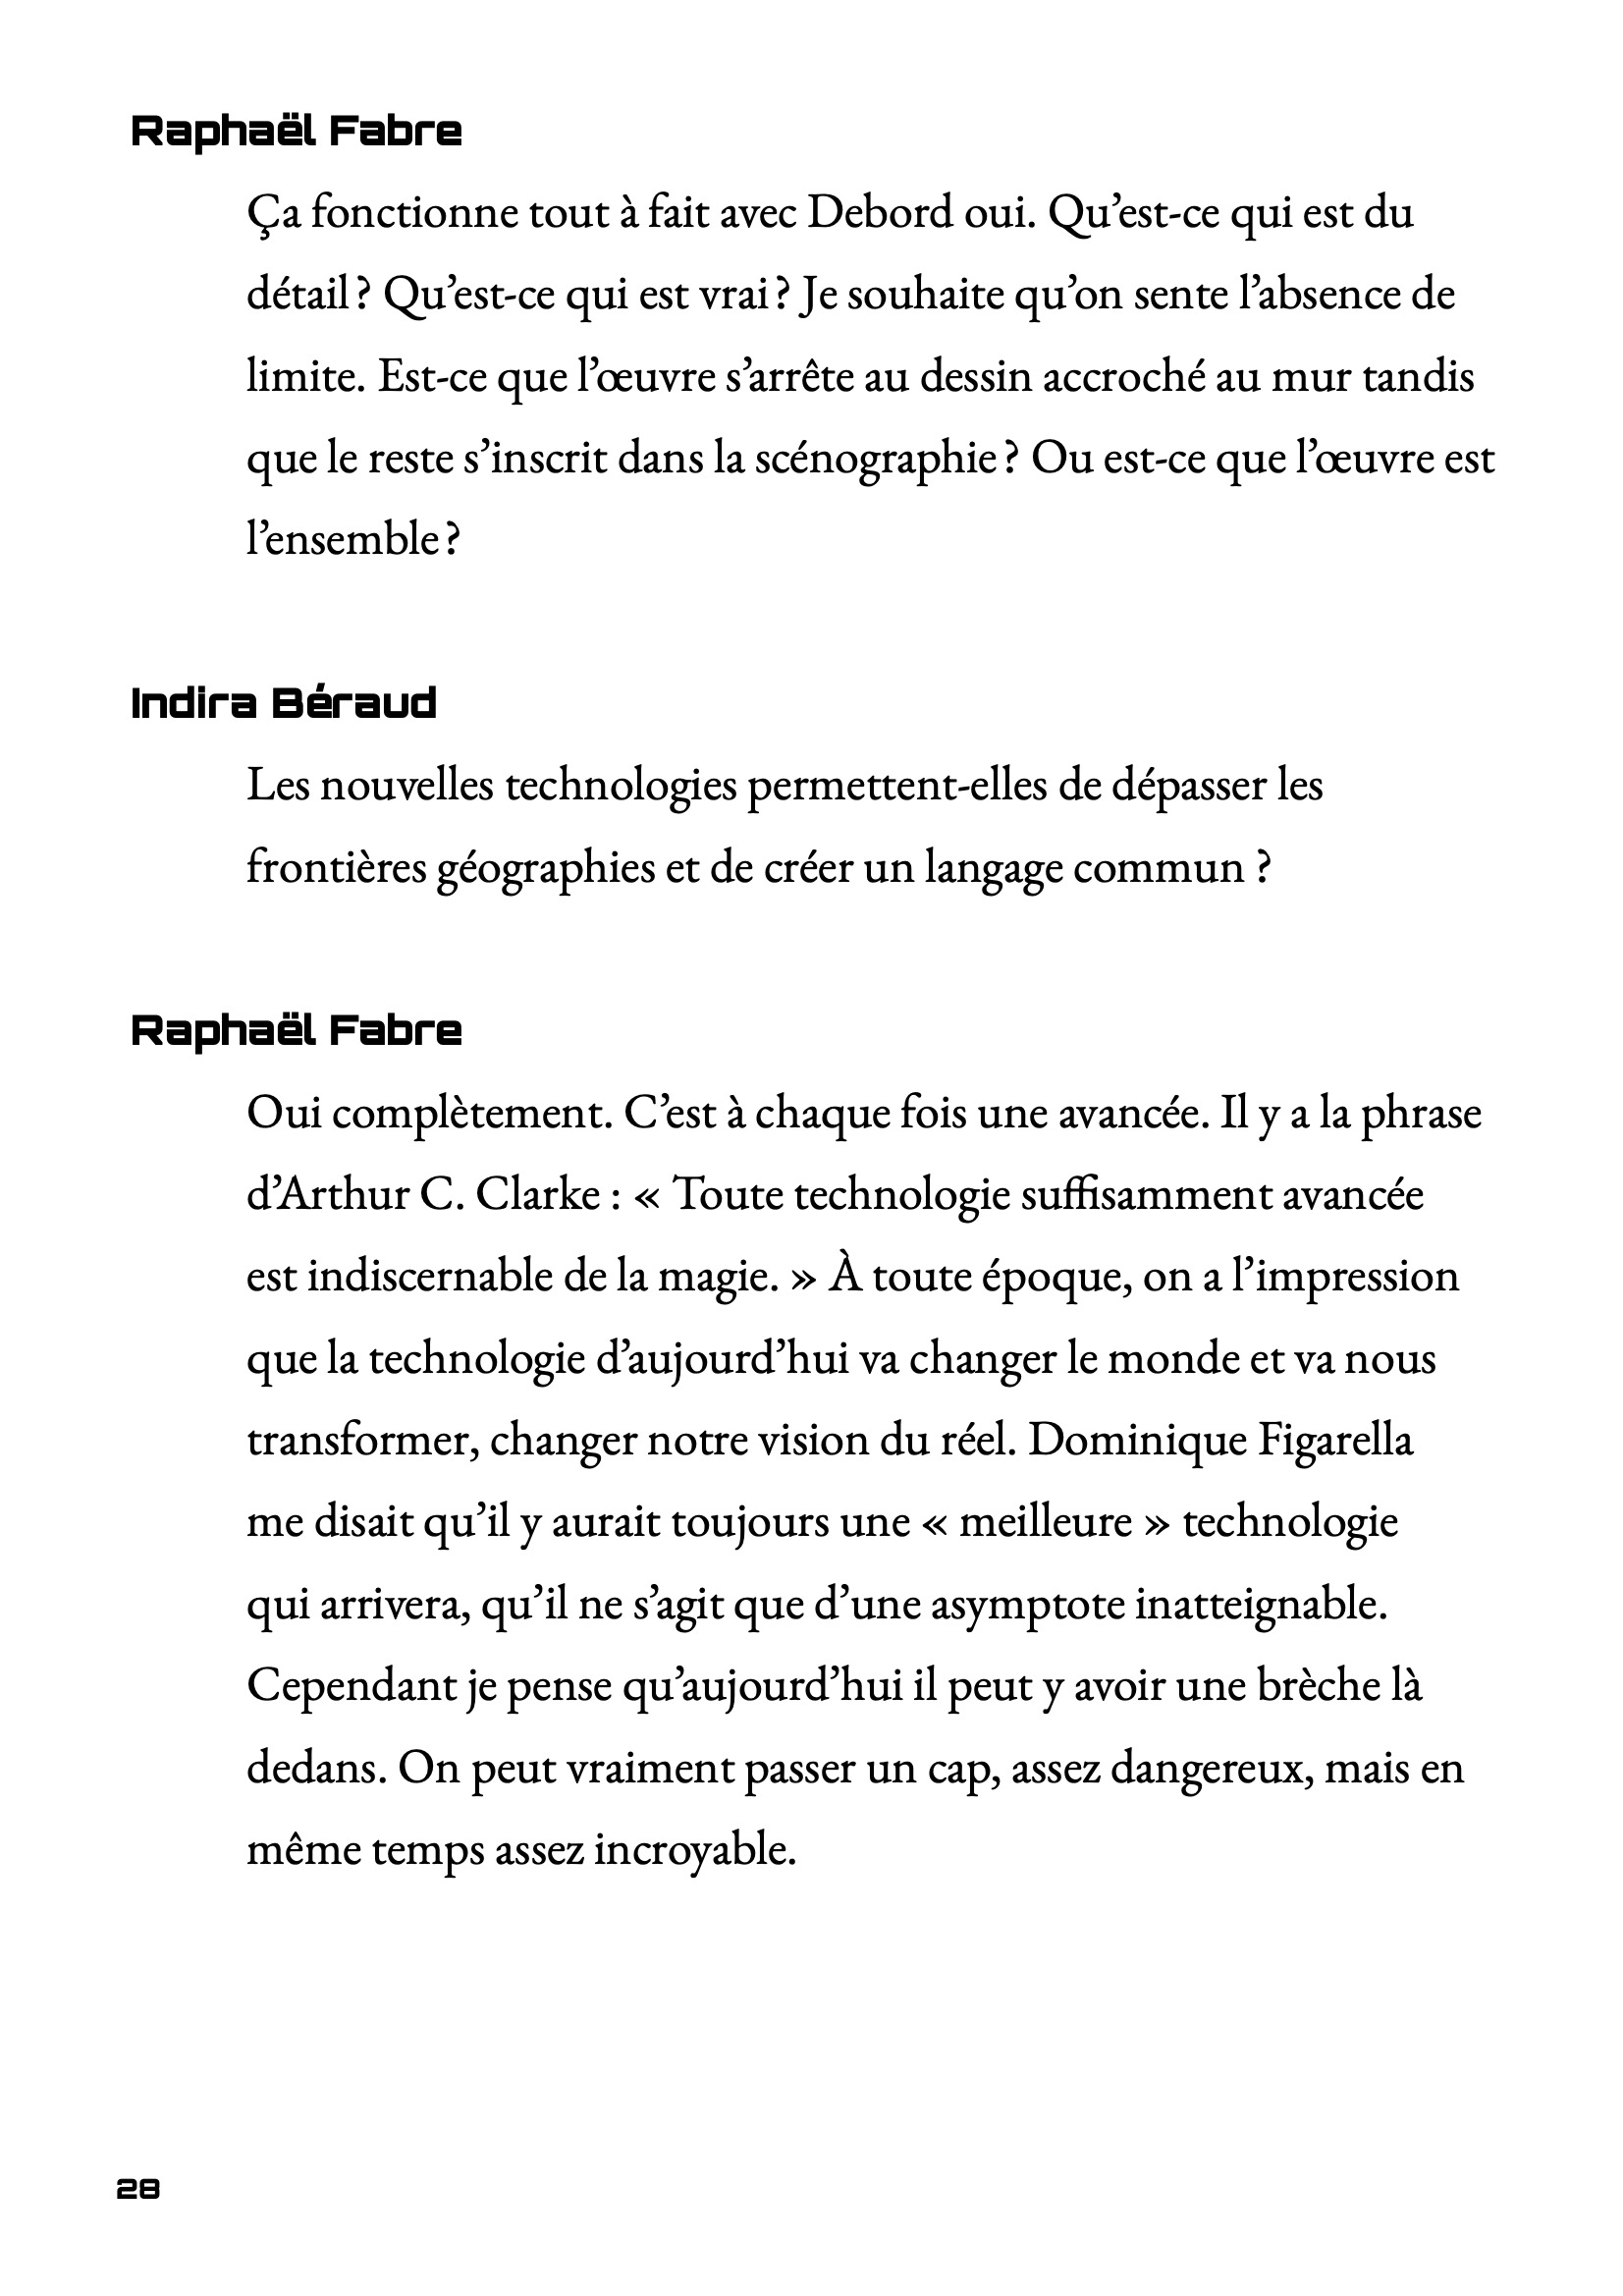 Raphaël Fabre
Ça fonctionne tout à fait avec Debord oui. Qu’est-ce qui est du
détail ? Qu’est-ce qui est vrai ? Je souhaite qu’on sente l’absence de
limite. Est-ce que l’œuvre s’arrête au dessin accroché au mur tandis
que le reste s’inscrit dans la scénographie ? Ou est-ce que l’œuvre est
l’ensemble ?
Indira Béraud
Les nouvelles technologies permettent-elles de dépasser les
frontières géographies et de créer un langage commun ?
Raphaël Fabre
Oui complètement. C’est à chaque fois une avancée. Il y a la phrase
d’Arthur C. Clarke : « Toute technologie suffisamment avancée
est indiscernable de la magie. » À toute époque, on a l’impression
que la technologie d’aujourd’hui va changer le monde et va nous
transformer, changer notre vision du réel. Dominique Figarella
me disait qu’il y aurait toujours une « meilleure » technologie
qui arrivera, qu’il ne s’agit que d’une asymptote inatteignable.
Cependant je pense qu’aujourd’hui il peut y avoir une brèche là
dedans. On peut vraiment passer un cap, assez dangereux, mais en
même temps assez incroyable.
28